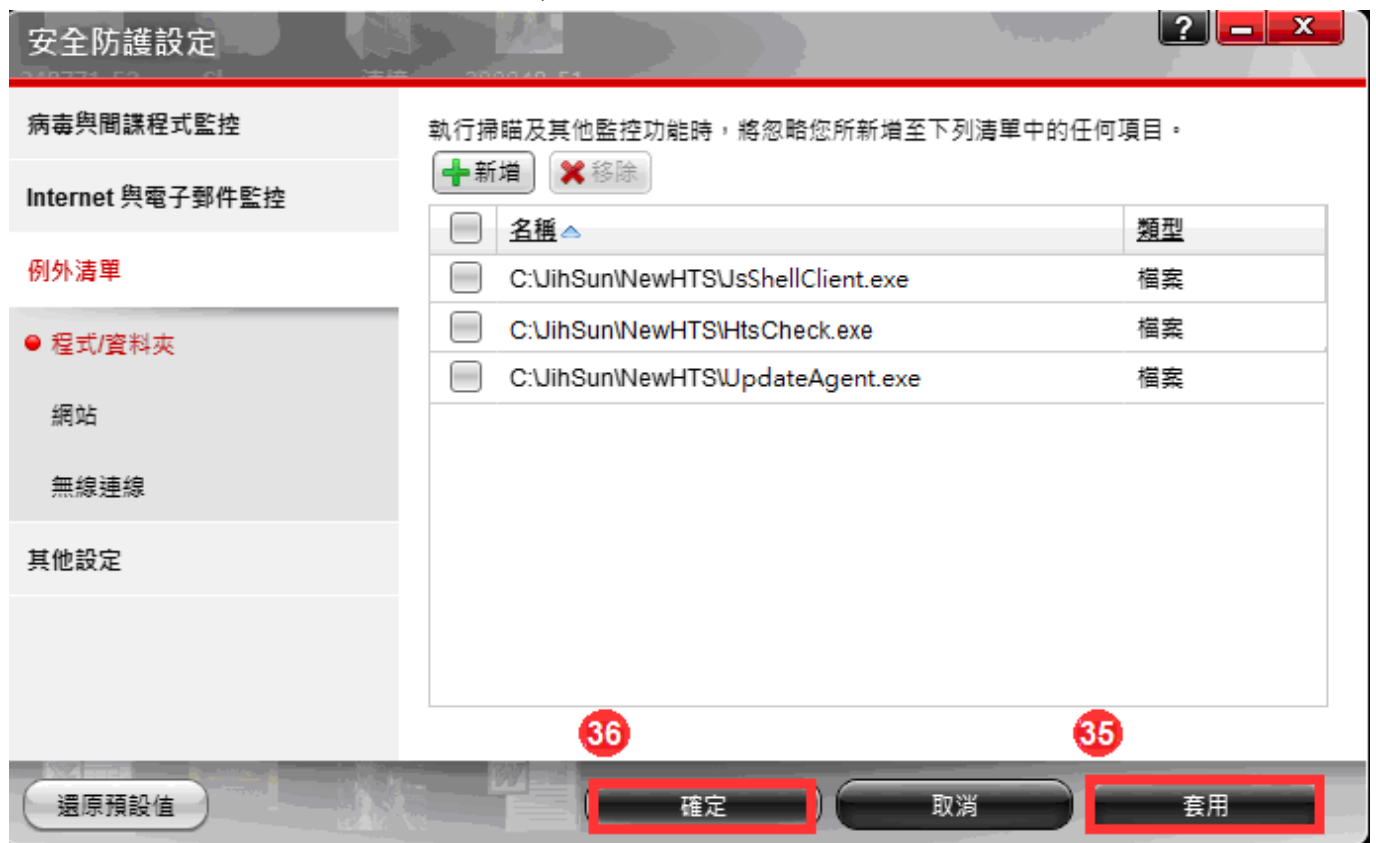 安全防護設定
? X
病毒與間諜程式監控
Internet 與電子郵件監控
例外清單
程式/資料夾
網站
無線連線
其他設定
執行掃瞄及其他監控功能時，將忽略您所新增至下列清單中的任何項目。
新增 移除
名稱 類型
C:\JihSun\NewHTS\JsShellClient.exe 檔案
C:\JihSun\NewHTS\HtsCheck.exe 檔案
C:\JihSun\NewHTS\UpdateAgent.exe 檔案
36 35
還原預設值 確定 取消 套用